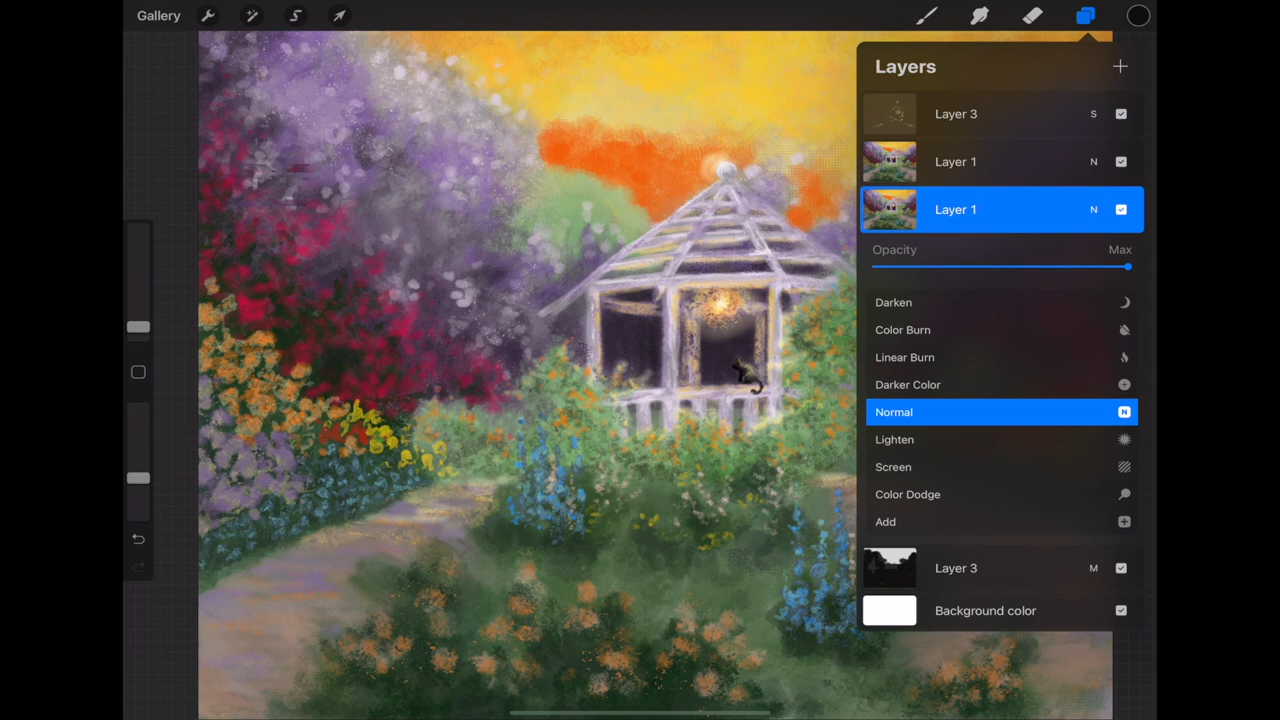 Gallery
Layers
Layer 3 S
Layer 1 N
Layer 1 N
Opacity Max
Darken
Color Burn
Linear Burn
Darker Color
Normal N
Lighten
Screen
Color Dodge
Add
Layer 3 M
Background color